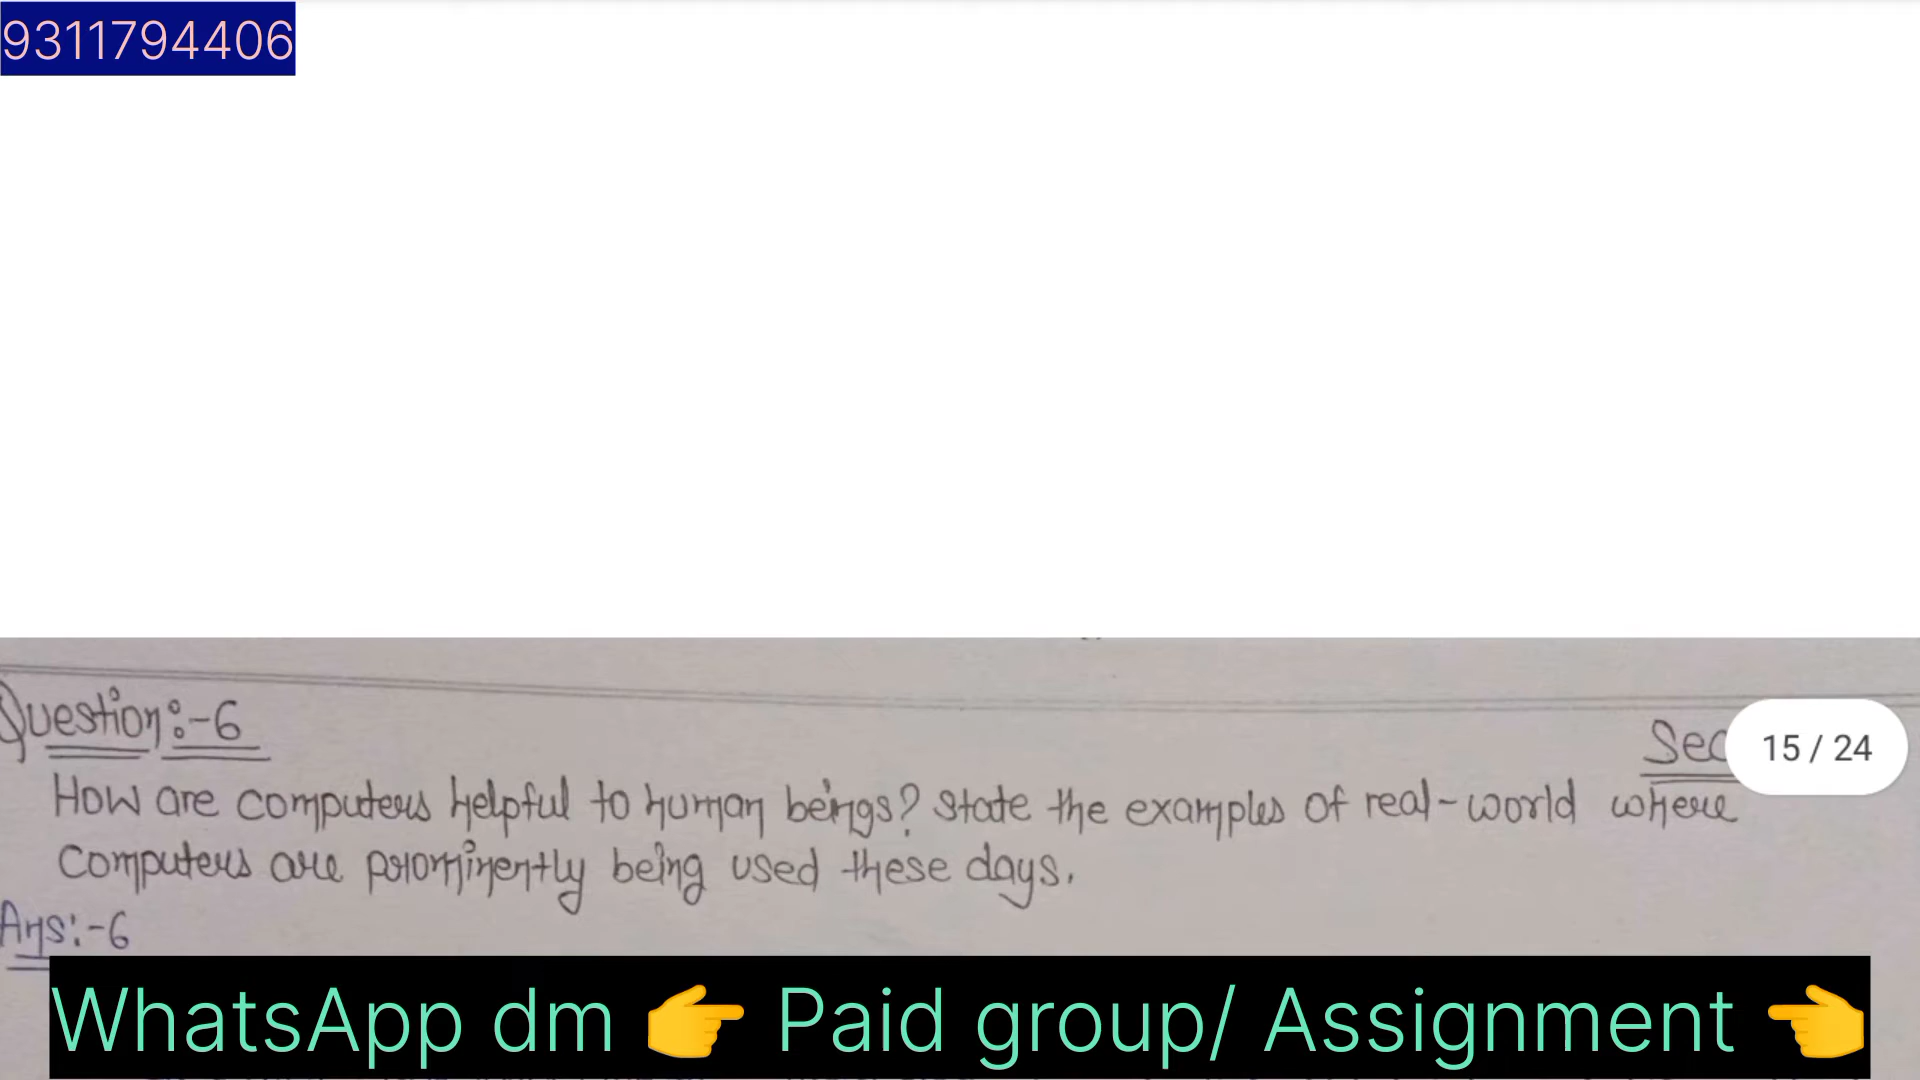 9311794406
Question:-6
Sec
15 / 24
How are computers helpful to human beings? State the examples of real-world where
Computers are prominently being used these days.
Ans:-6
WhatsApp dm 👉 Paid group/ Assignment 👈